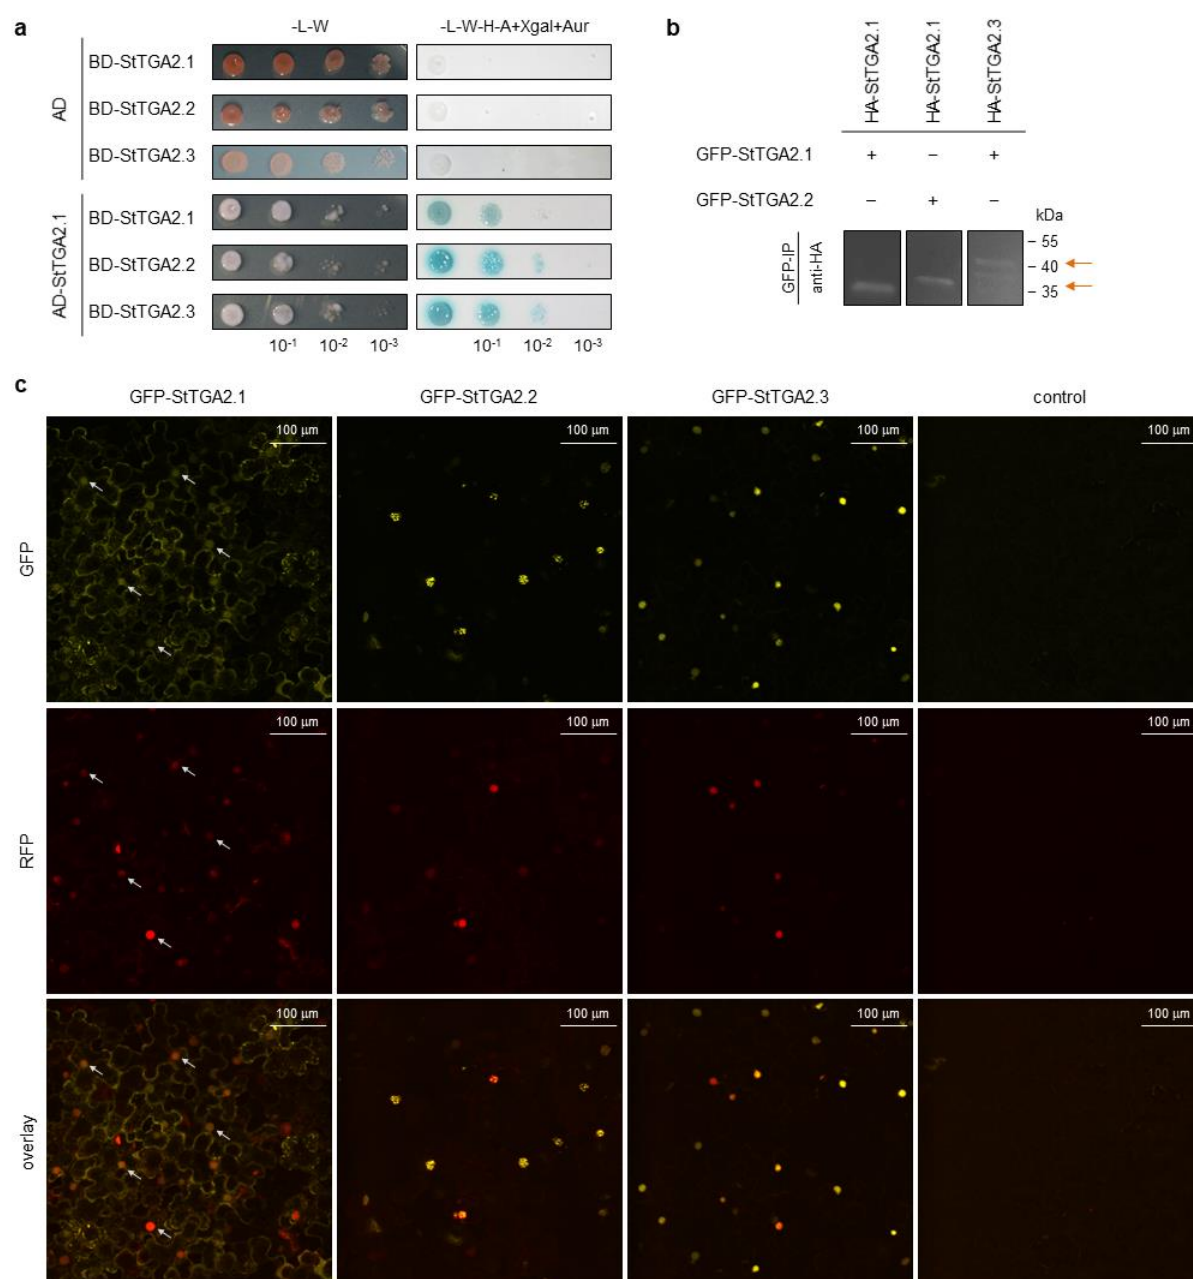 a
-L-W
-L-W-H-A+Xgal+Aur
AD
BD-StTGA2.1
BD-StTGA2.2
BD-StTGA2.3
AD-StTGA2.1
BD-StTGA2.1
BD-StTGA2.2
BD-StTGA2.3
10⁻¹ 10⁻² 10⁻³ 10⁻¹ 10⁻² 10⁻³
b
HA-StTGA2.1
HA-StTGA2.1
HA-StTGA2.3
GFP-StTGA2.1 + – +
GFP-StTGA2.2 – + –
kDa
GFP-IP
anti-HA
– 55
– 40
– 35
c
GFP-StTGA2.1 GFP-StTGA2.2 GFP-StTGA2.3 control
GFP
100 µm 100 µm 100 µm 100 µm
RFP
100 µm 100 µm 100 µm 100 µm
overlay
100 µm 100 µm 100 µm 100 µm